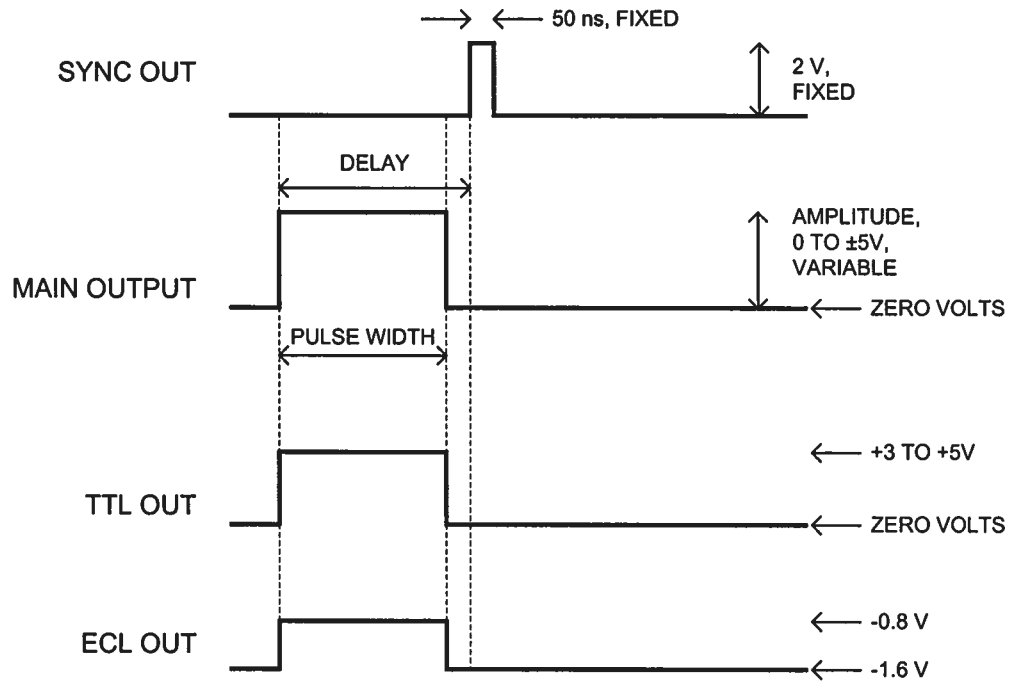 50 ns, FIXED
SYNC OUT
2 V,
FIXED
DELAY
AMPLITUDE,
0 TO ±5V,
VARIABLE
MAIN OUTPUT
ZERO VOLTS
PULSE WIDTH
+3 TO +5V
TTL OUT
ZERO VOLTS
-0.8 V
ECL OUT
-1.6 V